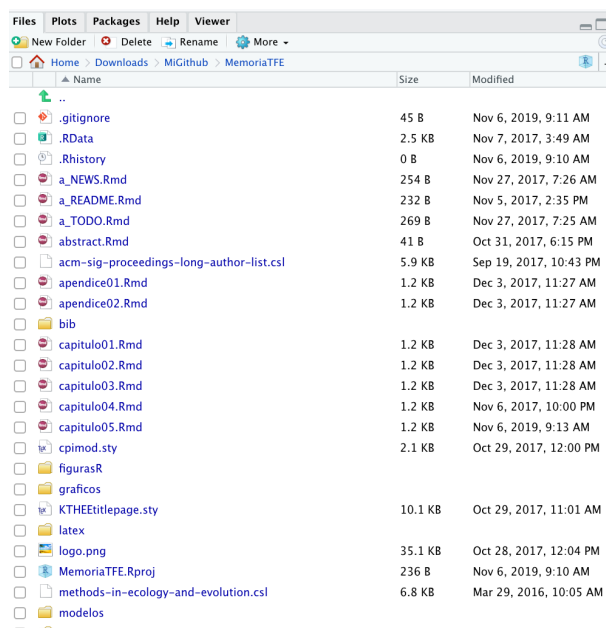 Files Plots Packages Help Viewer
New Folder Delete Rename More
Home > Downloads > MiGithub > MemoriaTFE
Name Size Modified
..
.gitignore 45 B Nov 6, 2019, 9:11 AM
.RData 2.5 KB Nov 7, 2017, 3:49 AM
.Rhistory 0 B Nov 6, 2019, 9:10 AM
a_NEWS.Rmd 254 B Nov 27, 2017, 7:26 AM
a_README.Rmd 232 B Nov 5, 2017, 2:35 PM
a_TODO.Rmd 269 B Nov 27, 2017, 7:25 AM
abstract.Rmd 41 B Oct 31, 2017, 6:15 PM
acm-sig-proceedings-long-author-list.csl 5.9 KB Sep 19, 2017, 10:43 PM
apendice01.Rmd 1.2 KB Dec 3, 2017, 11:27 AM
apendice02.Rmd 1.2 KB Dec 3, 2017, 11:27 AM
bib
capitulo01.Rmd 1.2 KB Dec 3, 2017, 11:28 AM
capitulo02.Rmd 1.2 KB Dec 3, 2017, 11:28 AM
capitulo03.Rmd 1.2 KB Dec 3, 2017, 11:28 AM
capitulo04.Rmd 1.2 KB Nov 6, 2017, 10:00 PM
capitulo05.Rmd 1.2 KB Nov 6, 2019, 9:13 AM
cpimod.sty 2.1 KB Oct 29, 2017, 12:00 PM
figurasR
graficos
KTHEEtitlepage.sty 10.1 KB Oct 29, 2017, 11:01 AM
latex
logo.png 35.1 KB Oct 28, 2017, 12:04 PM
MemoriaTFE.Rproj 236 B Nov 6, 2019, 9:10 AM
methods-in-ecology-and-evolution.csl 6.8 KB Mar 29, 2016, 10:05 AM
modelos